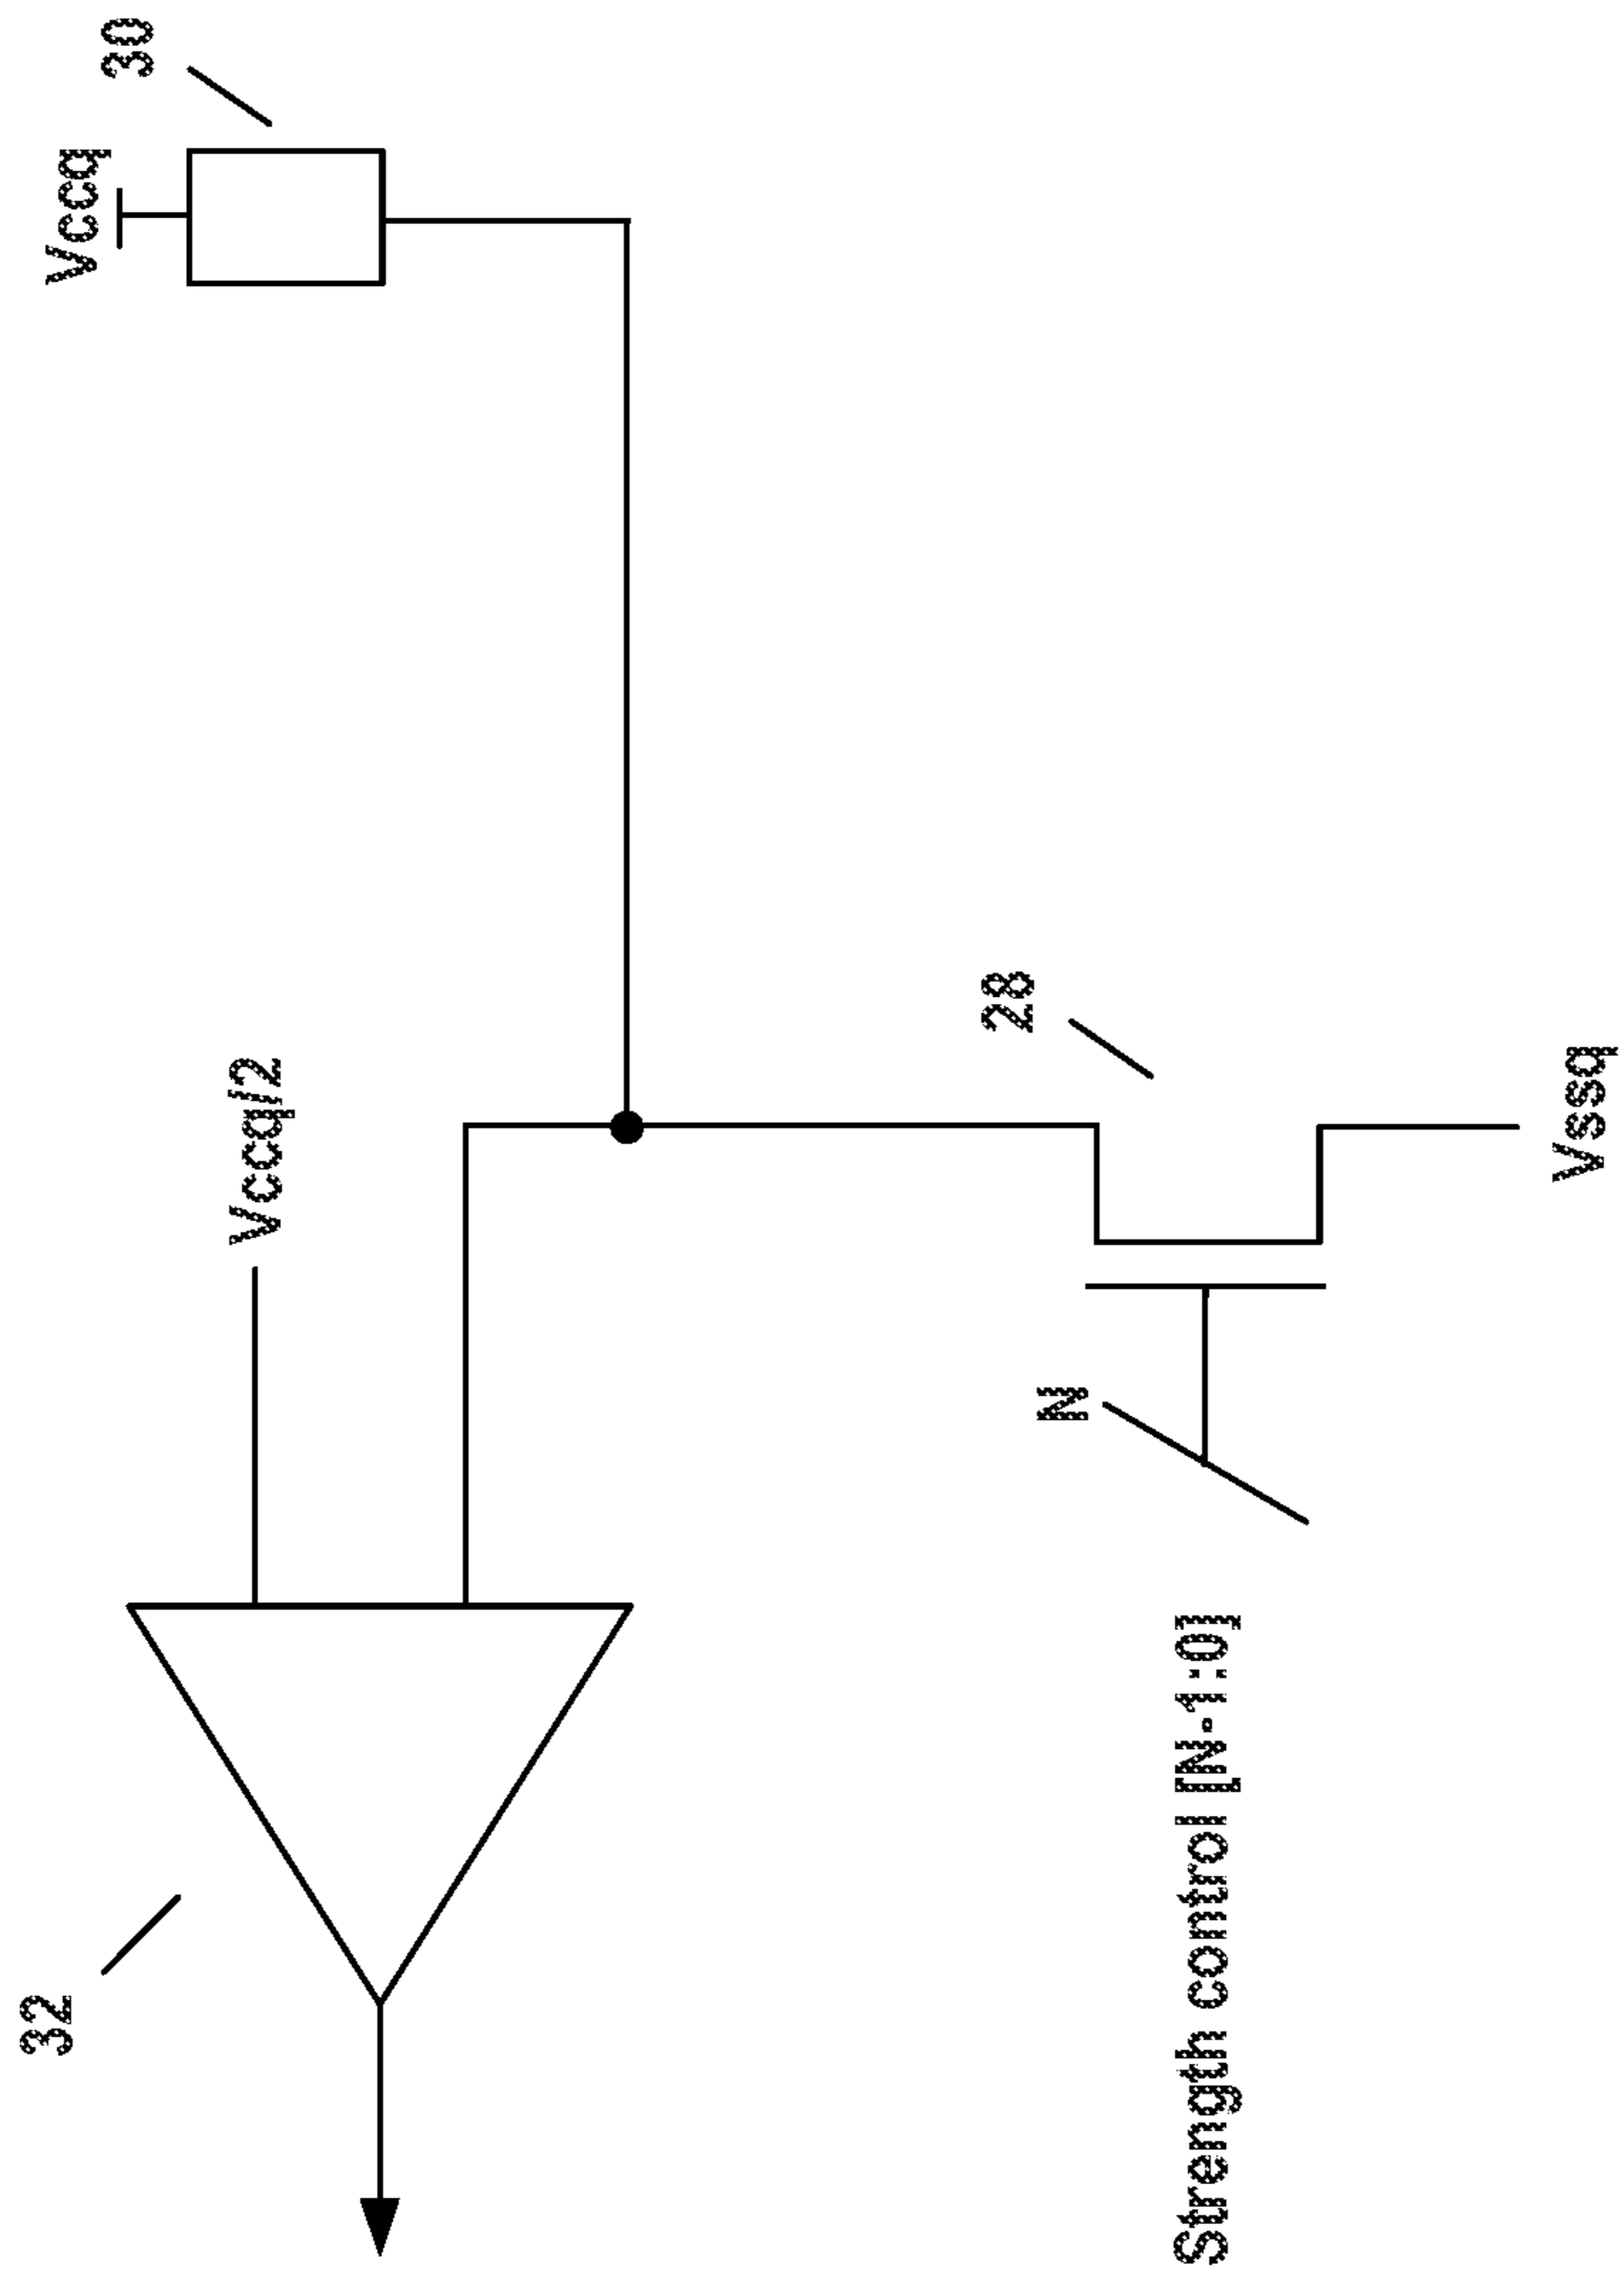 32
Vccq/2
Vccq
30
28
N
Strength control [N-1:0]
Vssq